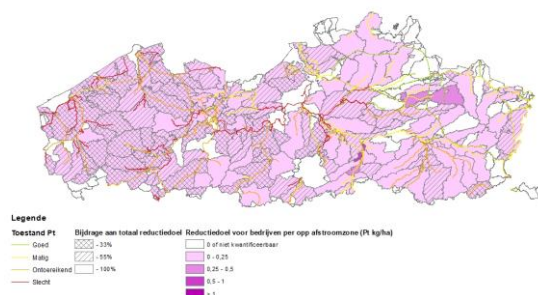 Legende
Toestand Pt
Goed
Matig
Ontoereikend
Slecht
Bijdrage aan totaal reductiedoel
- 33%
- 55%
- 100%
Reductiedoel voor bedrijven per opp afstroomzone (Pt kg/ha)
0 of niet kwantificeerbaar
0 - 0,25
0,25 - 0,5
0,5 - 1
> 1